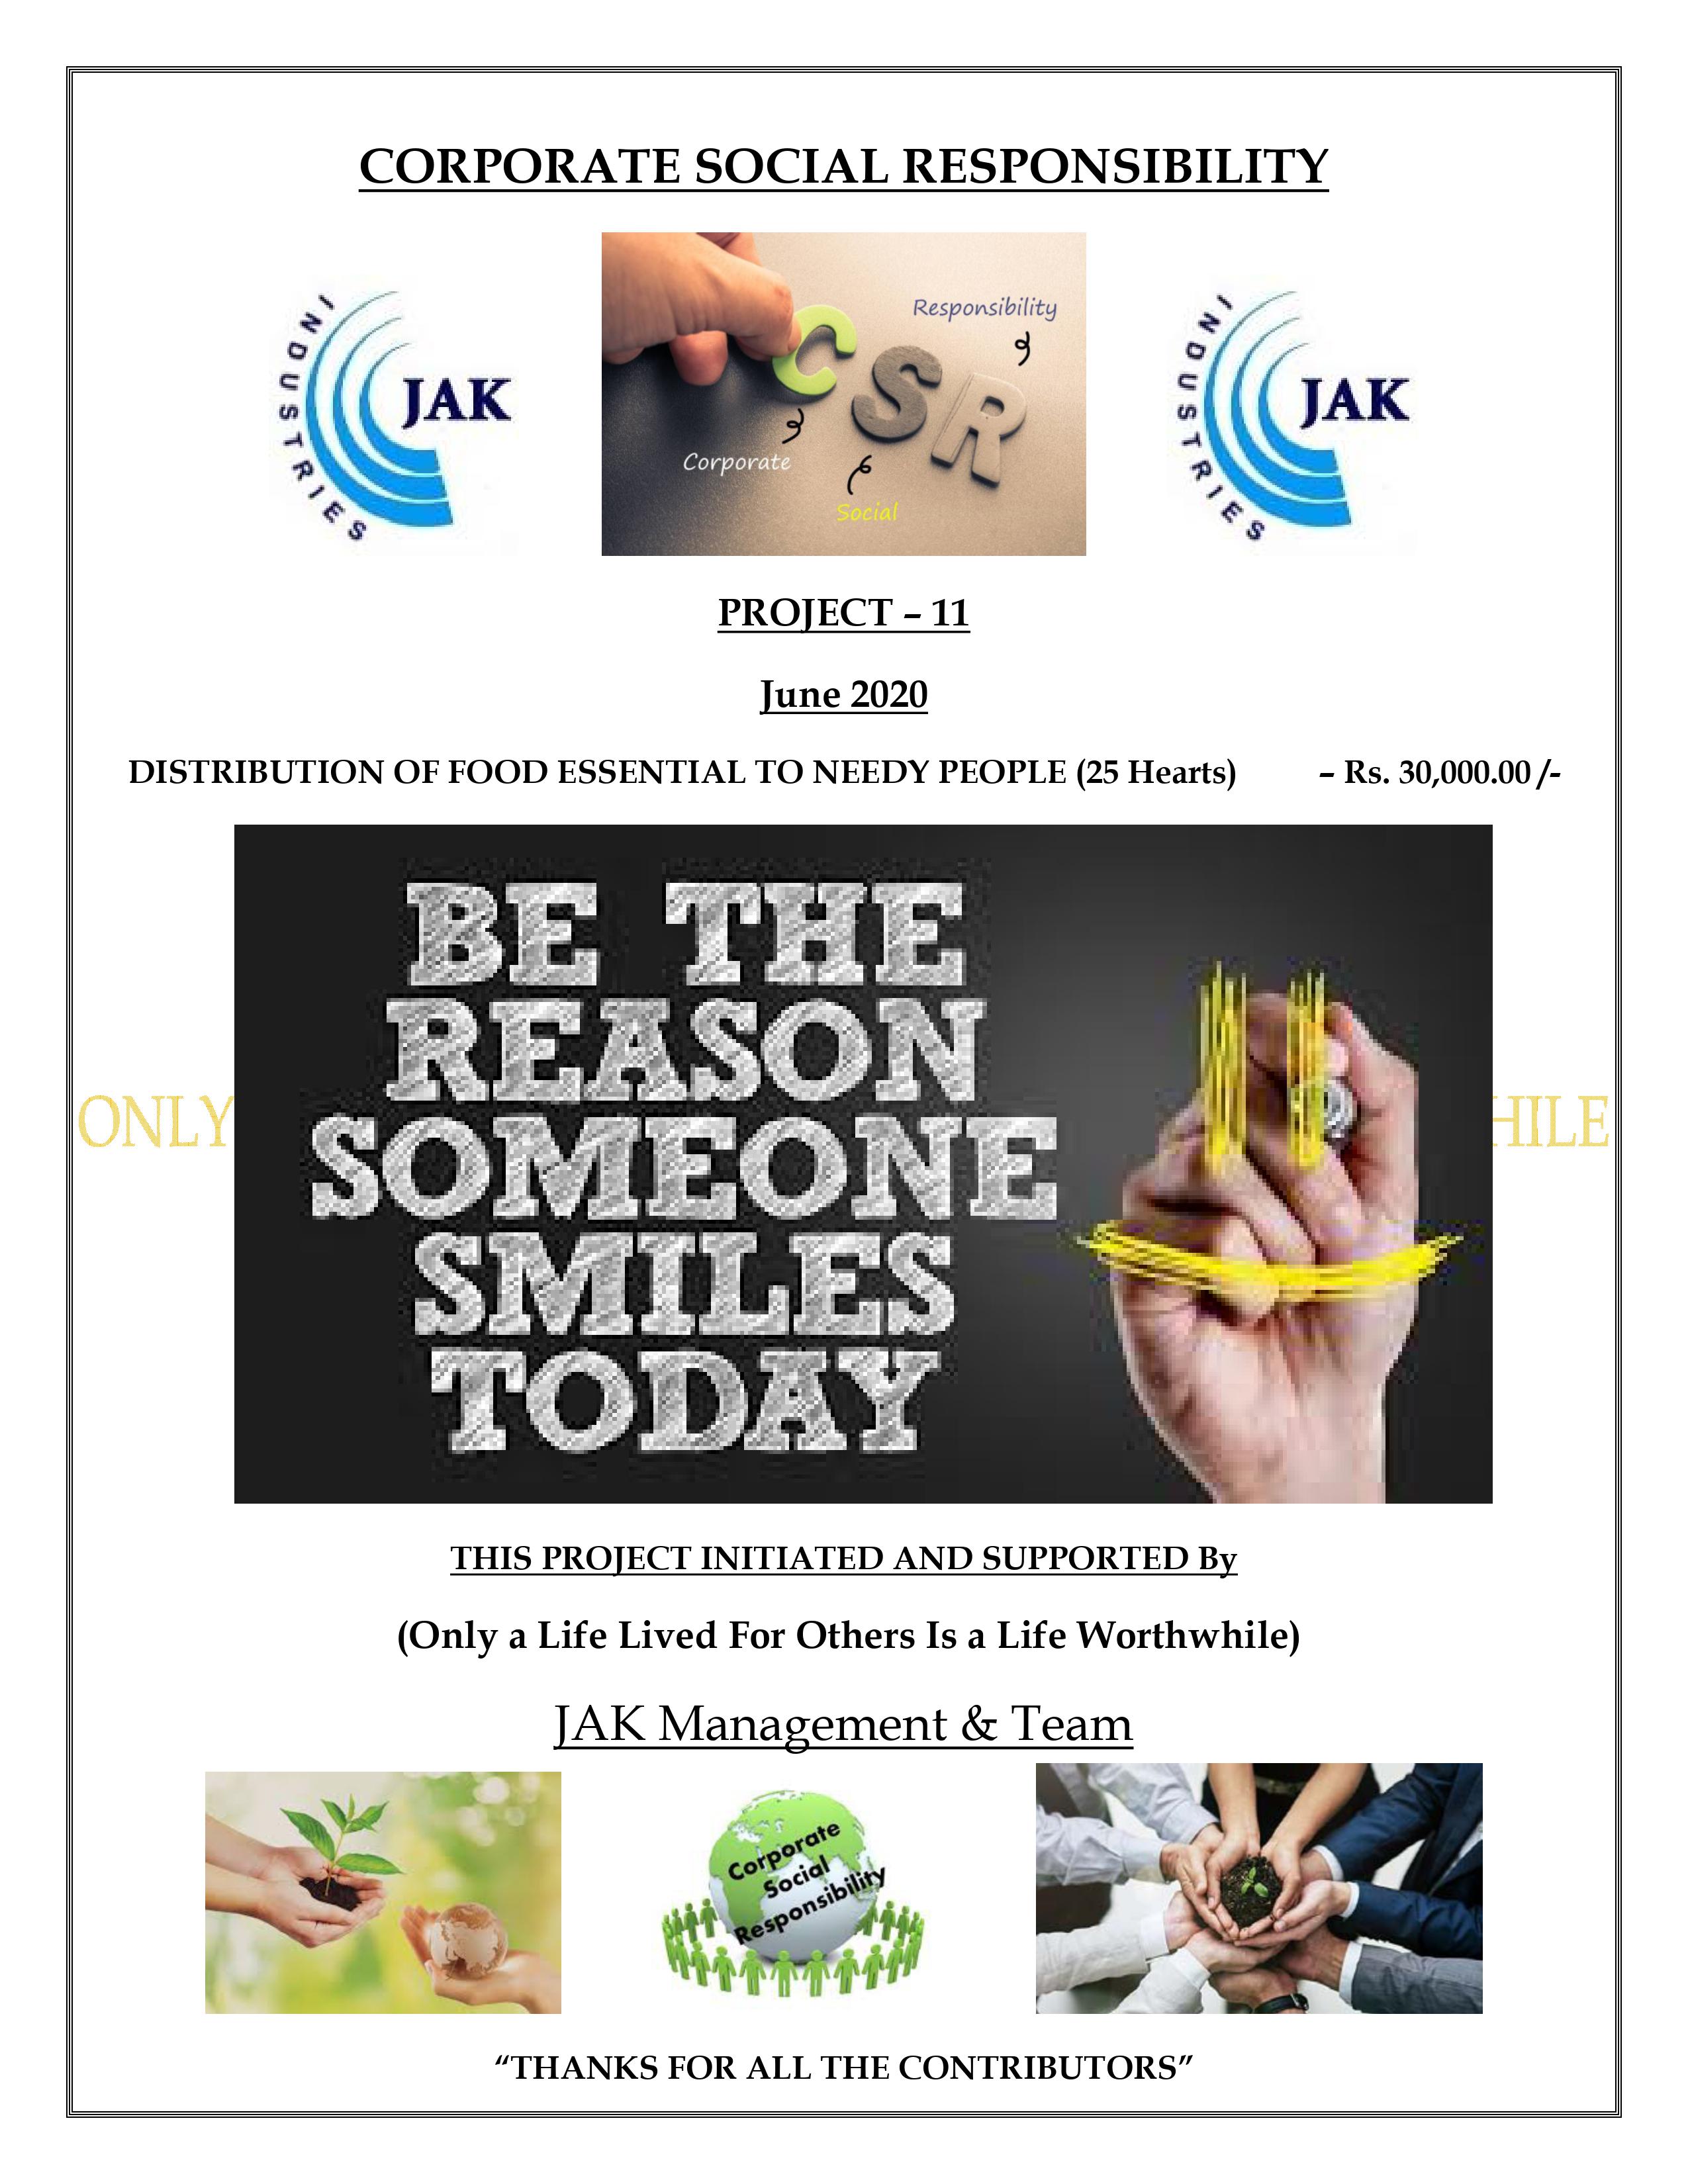 CORPORATE SOCIAL RESPONSIBILITY
INDUSTRIES
JAK
C S R
Responsibility
Corporate
Social
INDUSTRIES
JAK
PROJECT – 11
June 2020
DISTRIBUTION OF FOOD ESSENTIAL TO NEEDY PEOPLE (25 Hearts) – Rs. 30,000.00 /-
BE THE
REASON
SOMEONE
SMILES
TODAY
ONLY
HILE
THIS PROJECT INITIATED AND SUPPORTED By
(Only a Life Lived For Others Is a Life Worthwhile)
JAK Management & Team
Corporate
Social
Responsibility
“THANKS FOR ALL THE CONTRIBUTORS”